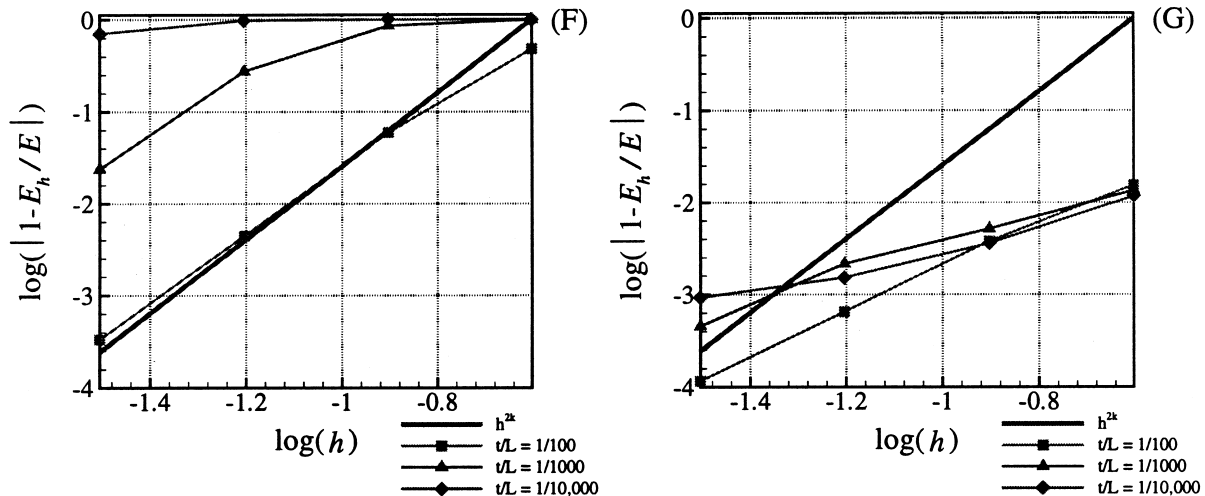 (F)
log(|1-E_h/E|)
0
-1
-2
-3
-4
-1.4 -1.2 -1 -0.8
log(h)
h^{2k}
t/L = 1/100
t/L = 1/1000
t/L = 1/10,000
(G)
log(|1-E_h/E|)
0
-1
-2
-3
-4
-1.4 -1.2 -1 -0.8
log(h)
h^{2k}
t/L = 1/100
t/L = 1/1000
t/L = 1/10,000